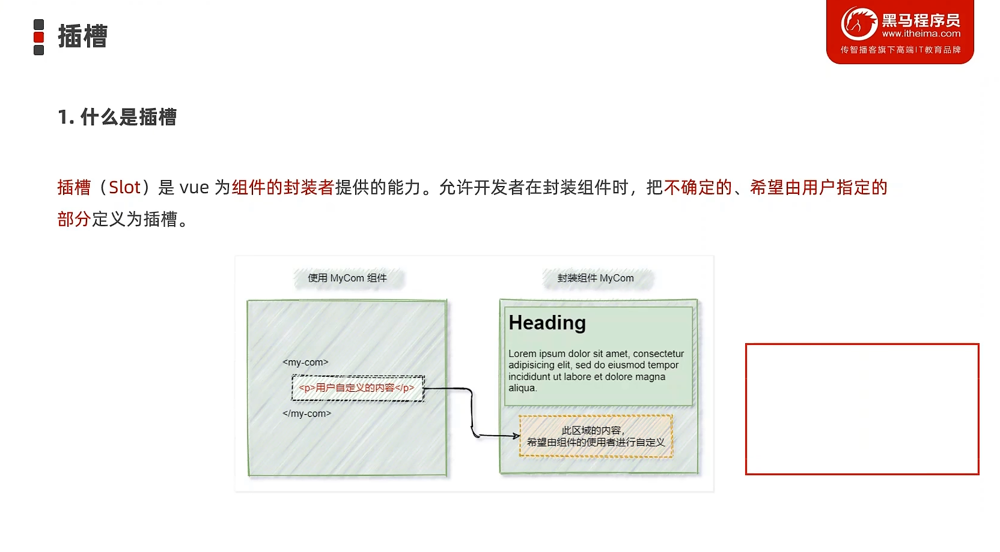 插槽
黑马程序员
www.itheima.com
传智播客旗下高端IT教育品牌
1. 什么是插槽
插槽（Slot）是 vue 为组件的封装者提供的能力。允许开发者在封装组件时，把不确定的、希望由用户指定的
部分定义为插槽。
使用 MyCom 组件
<my-com>
<p>用户自定义的内容</p>
</my-com>
封装组件 MyCom
Heading
Lorem ipsum dolor sit amet, consectetur
adipisicing elit, sed do eiusmod tempor
incididunt ut labore et dolore magna
aliqua.
此区域的内容，
希望由组件的使用者进行自定义